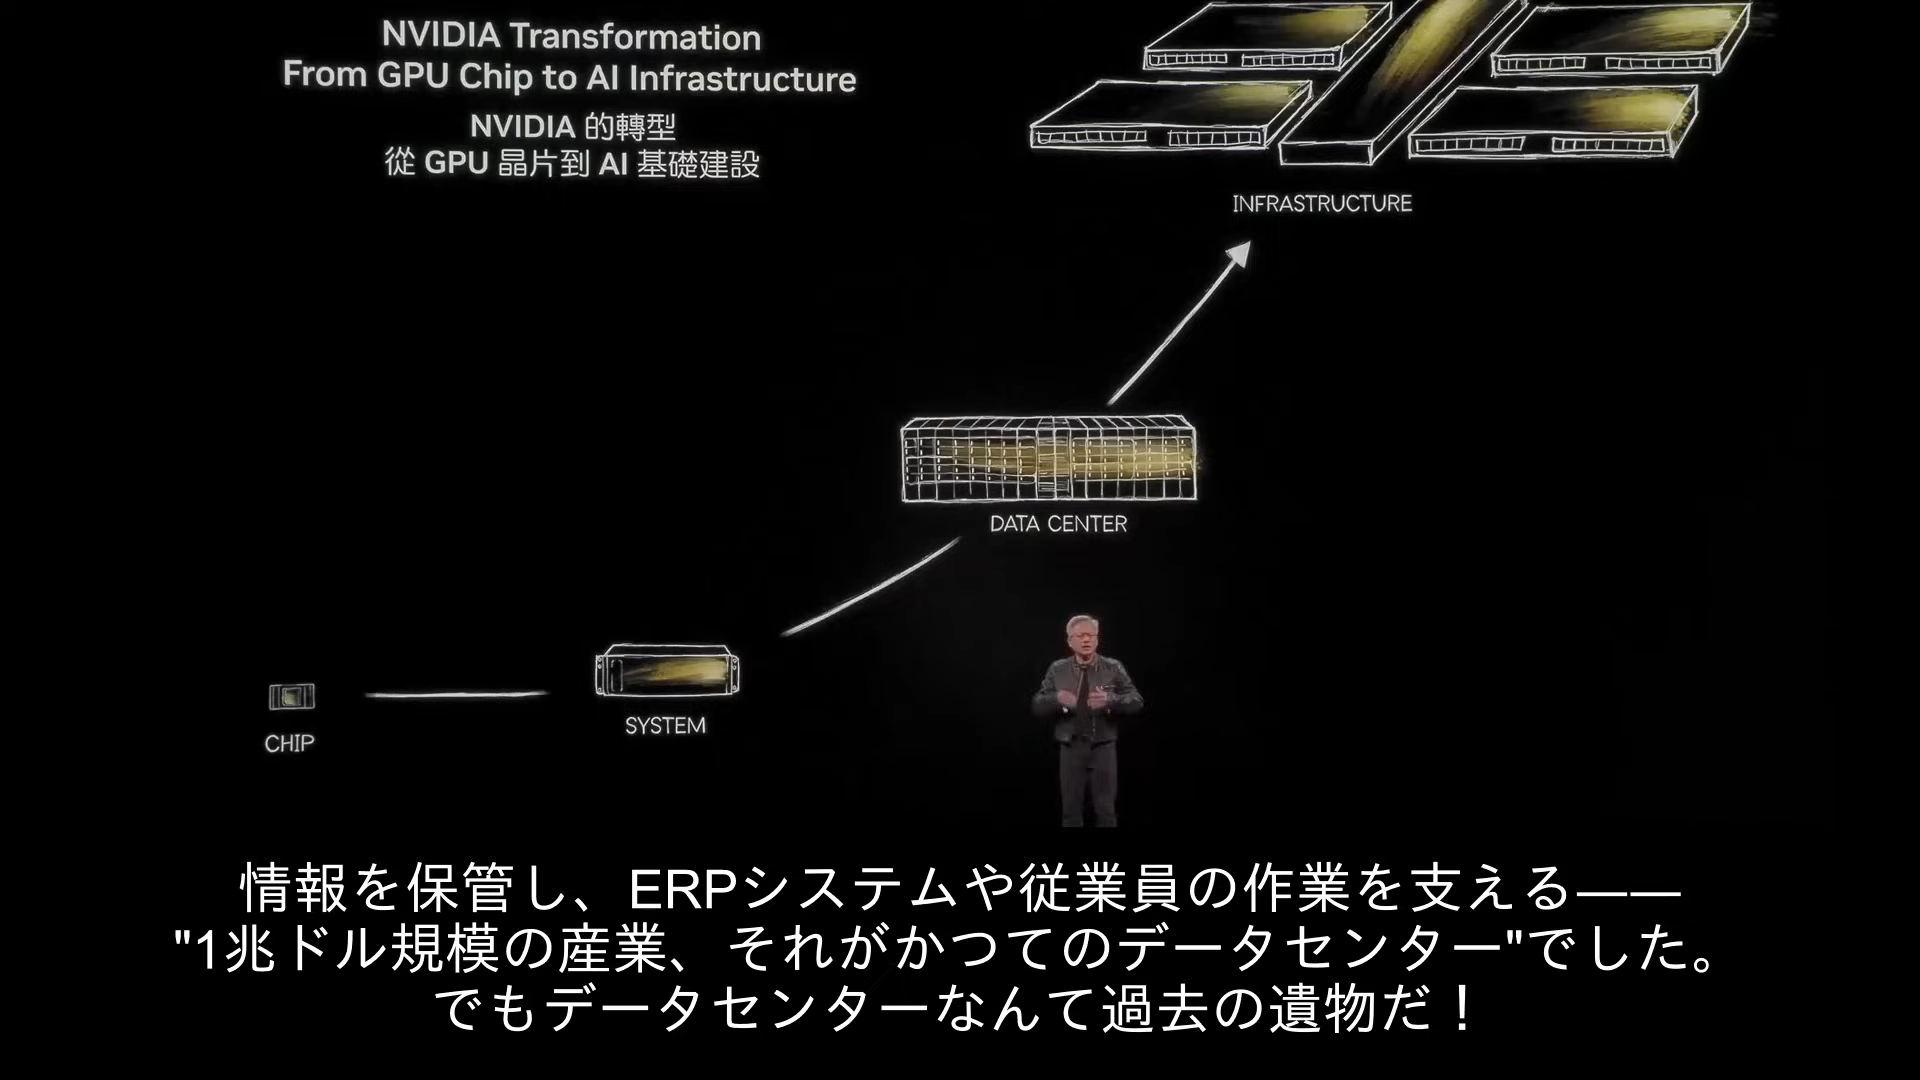 NVIDIA Transformation
From GPU Chip to AI Infrastructure
NVIDIA 的轉型
從 GPU 晶片到 AI 基礎建設
INFRASTRUCTURE
DATA CENTER
SYSTEM
CHIP
情報を保管し、ERPシステムや従業員の作業を支える——
"1兆ドル規模の産業、それがかつてのデータセンター"でした。
でもデータセンターなんて過去の遺物だ！